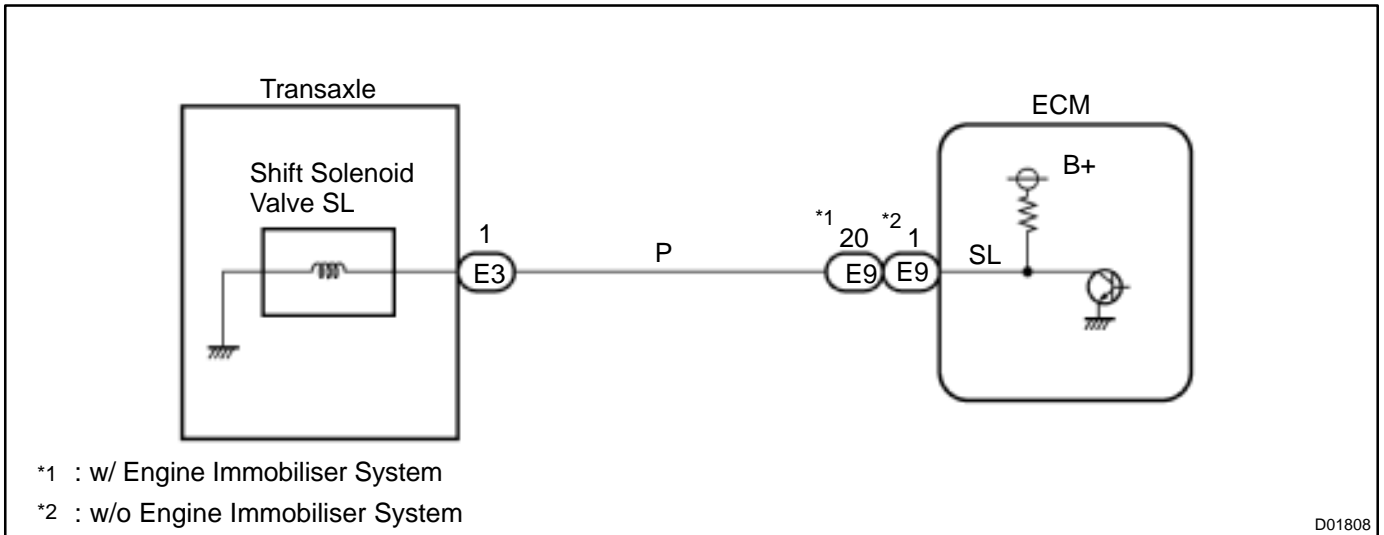 Transaxle
ECM
Shift Solenoid
Valve SL
B+
1
*1 20
*2 1
P
SL
E3
E9
E9
*1 : w/ Engine Immobiliser System
*2 : w/o Engine Immobiliser System
D01808